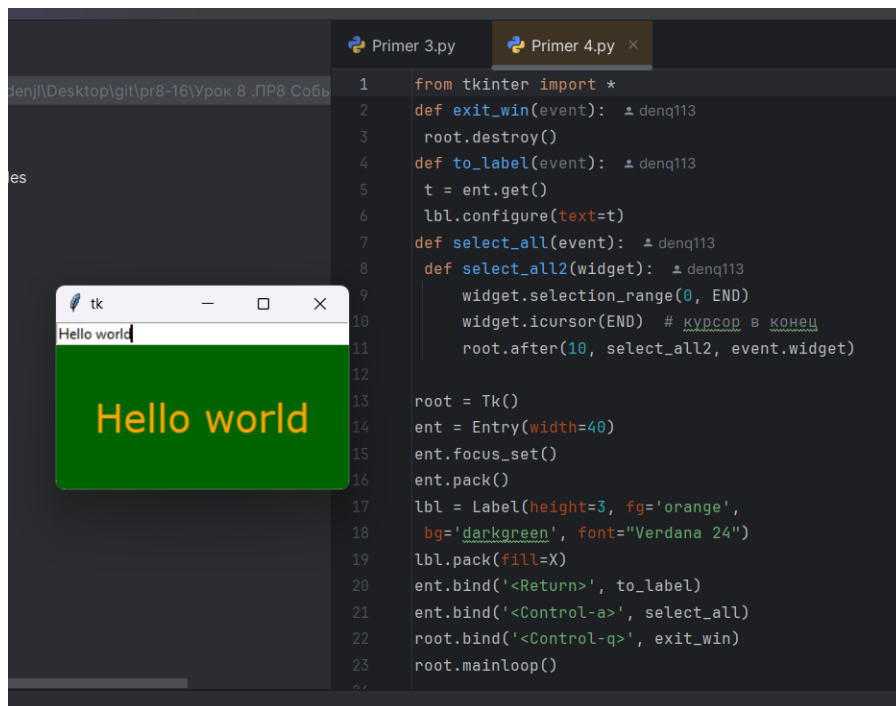 Primer 3.py
Primer 4.py
denjl\Desktop\git\pr8-16\Урок 8 .ПР8 Собы
les
tk
Hello world
Hello world
1 from tkinter import *
2 def exit_win(event): denq113
3 root.destroy()
4 def to_label(event): denq113
5 t = ent.get()
6 lbl.configure(text=t)
7 def select_all(event): denq113
8 def select_all2(widget): denq113
9 widget.selection_range(0, END)
10 widget.icursor(END) # курсор в конец
11 root.after(10, select_all2, event.widget)
12
13 root = Tk()
14 ent = Entry(width=40)
15 ent.focus_set()
16 ent.pack()
17 lbl = Label(height=3, fg='orange',
18 bg='darkgreen', font="Verdana 24")
19 lbl.pack(fill=X)
20 ent.bind('<Return>', to_label)
21 ent.bind('<Control-a>', select_all)
22 root.bind('<Control-q>', exit_win)
23 root.mainloop()